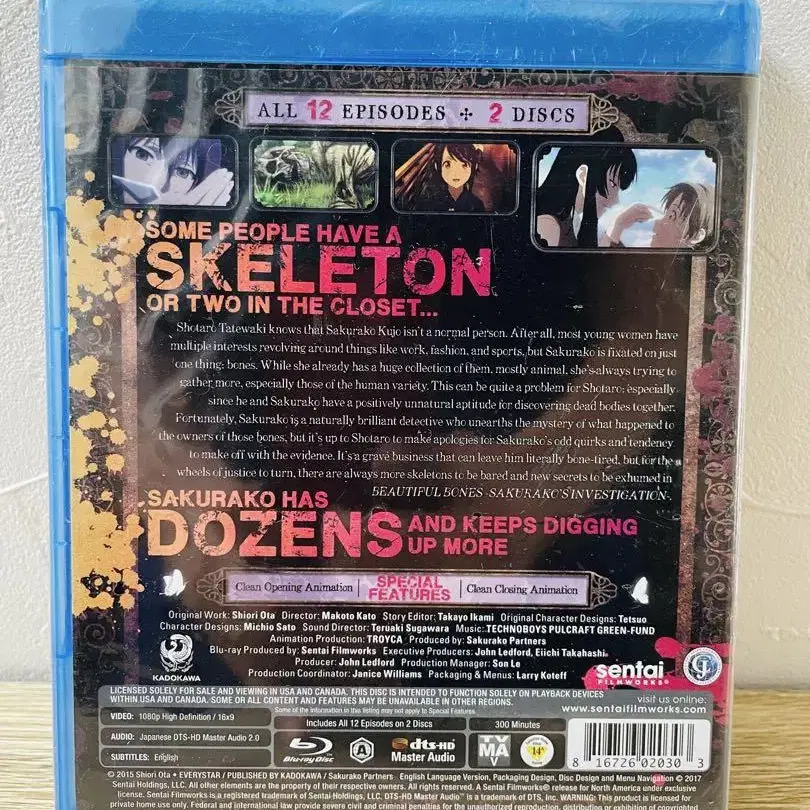 ALL 12 EPISODES + 2 DISCS
SOME PEOPLE HAVE A
SKELETON
OR TWO IN THE CLOSET...
Shotaro Tatewaki knows that Sakurako Kujo isn't a normal person. After all, most young women have
multiple interests revolving around things like work, fashion, and sports, but Sakurako is fixated on just
one thing: bones. While she already has a huge collection of them, mostly animal, she's always trying to
gather more, especially those of the human variety. This can be quite a problem for Shotaro, especially
since he and Sakurako have a positively unnatural aptitude for discovering dead bodies together.
Fortunately, Sakurako is a naturally brilliant detective who unearths the mystery of what happened to
the owners of those bones, but it's up to Shotaro to make apologies for Sakurako's odd quirks and tendency
to make off with the evidence. It's a grave business that can leave him literally bone-tired, but for the
wheels of justice to turn, there are always more skeletons to be bared and new secrets to be exhumed in
BEAUTIFUL BONES -SAKURAKO'S INVESTIGATION-.
SAKURAKO HAS
DOZENS AND KEEPS DIGGING
UP MORE
Clean Opening Animation | SPECIAL FEATURES | Clean Closing Animation
Original Work: Shiori Ota Director: Makoto Kato Story Editor: Takayo Ikami Original Character Designs: Tetsuo
Character Designs: Michio Sato Sound Director: Teruaki Sugawara Music: TECHNOBOYS PULCRAFT GREEN-FUND
Animation Production: TROYCA Produced by: Sakurako Partners
Blu-ray Produced by: Sentai Filmworks Executive Producers: John Ledford, Eiichi Takahashi
Producer: John Ledford Production Manager: Son Le
Production Coordinator: Janice Williams Packaging & Menus: Larry Koteff
KADOKAWA
sentai
FILMWORKS
LICENSED SOLELY FOR SALE AND VIEWING IN USA AND CANADA. THIS DISC IS INTENDED TO FUNCTION SOLELY ON PLAYBACK DEVICES
WITHIN USA AND CANADA. SOME OR ALL CONTENT AND FEATURES MAY BE UNAVAILABLE IN OTHER REGIONS.
Some of the information in this listing may not apply to Special Features.
visit us online:
www.sentaifilmworks.com
VIDEO: 1080p High Definition / 16x9
Includes All 12 Episodes on 2 Discs
300 Minutes
AUDIO: Japanese DTS-HD Master Audio 2.0
Blu-ray Disc
A
dts-HD
Master Audio
TV
MA
V
14
SUBTITLES: English
8 16726 02030 3
© 2015 Shiori Ota • EVERYSTAR / PUBLISHED BY KADOKAWA / Sakurako Partners English Language Version, Packaging Design, Disc Design and Menu Navigation © 2017
Sentai Holdings, LLC. All other elements are the property of their respective owners. All rights reserved. A Sentai Filmworks® release for North America under exclusive
license. Sentai Filmworks® is a trademark of Sentai Holdings, LLC. "DTS-HD Master Audio" is a trademark of DTS, Inc. WARNING: This product is licensed for
private home use only. Federal and international law provide severe civil and criminal penalties for the unauthorized reproduction, distribution or exhibition of